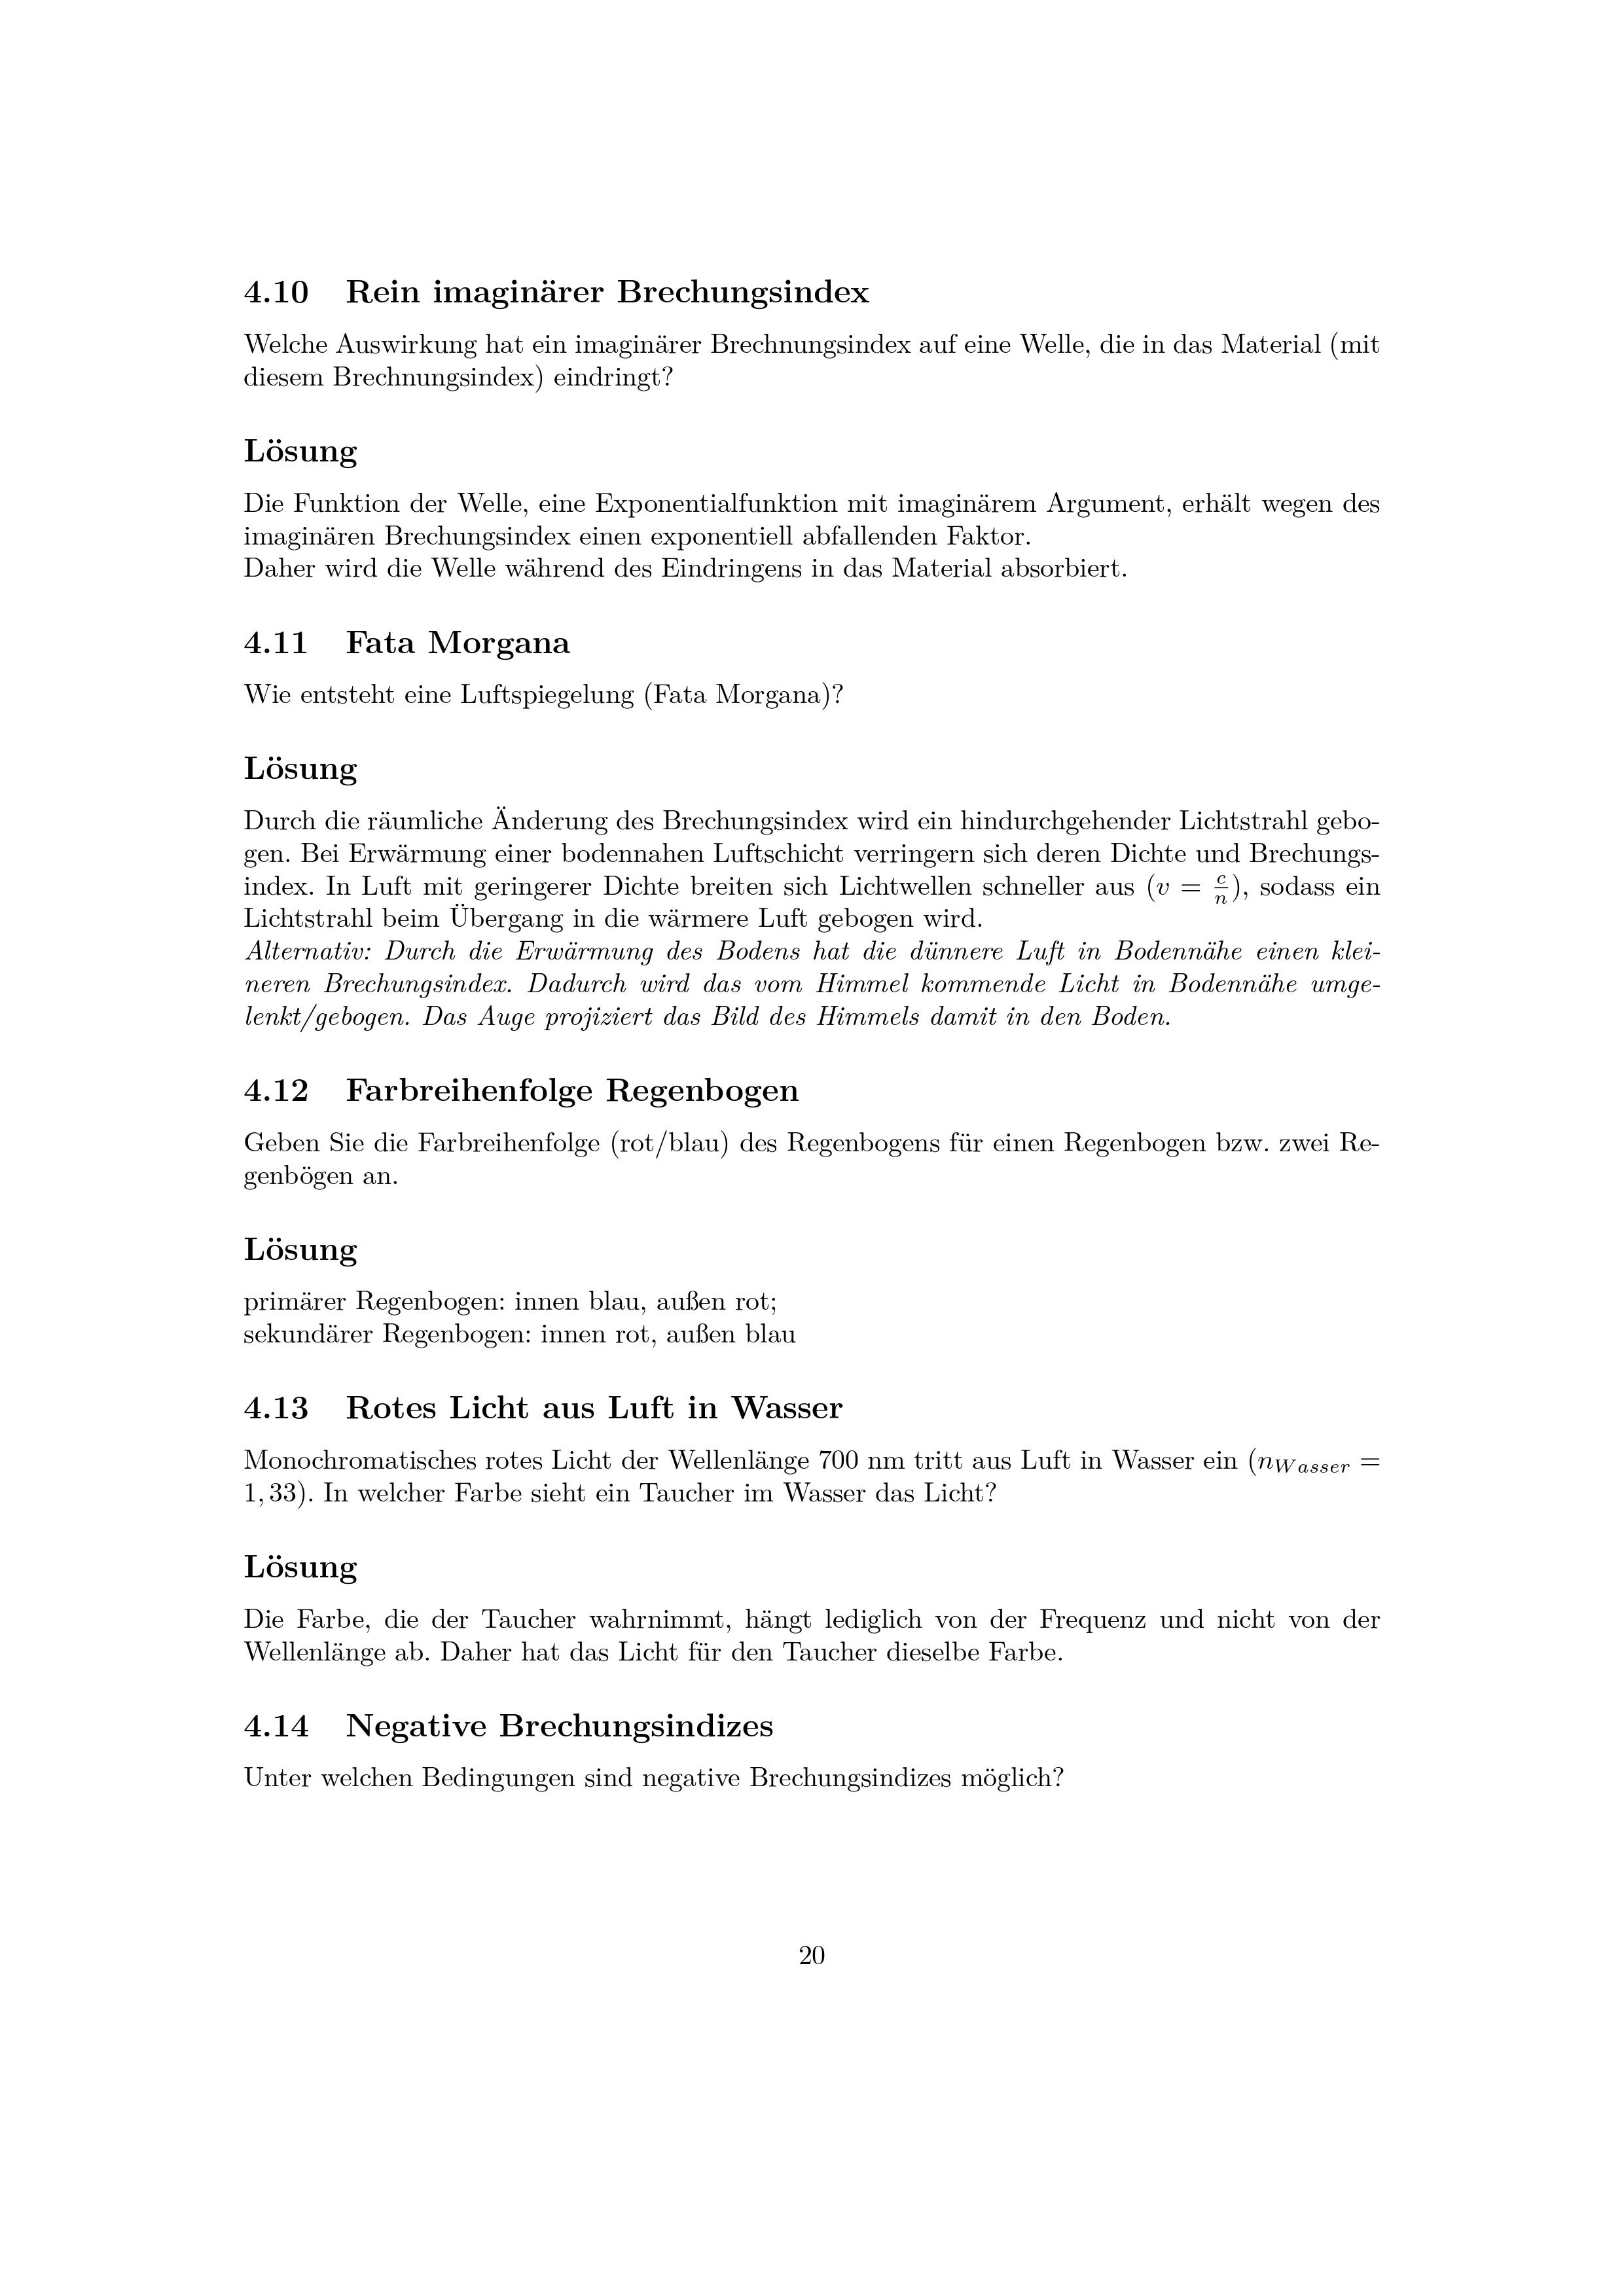 4.10 Rein imaginärer Brechungsindex
Welche Auswirkung hat ein imaginärer Brechnungsindex auf eine Welle, die in das Material (mit
diesem Brechnungsindex) eindringt?
Lösung
Die Funktion der Welle, eine Exponentialfunktion mit imaginärem Argument, erhält wegen des
imaginären Brechungsindex einen exponentiell abfallenden Faktor.
Daher wird die Welle während des Eindringens in das Material absorbiert.
4.11 Fata Morgana
Wie entsteht eine Luftspiegelung (Fata Morgana)?
Lösung
Durch die räumliche Änderung des Brechungsindex wird ein hindurchgehender Lichtstrahl gebo-
gen. Bei Erwärmung einer bodennahen Luftschicht verringern sich deren Dichte und Brechungs-
index. In Luft mit geringerer Dichte breiten sich Lichtwellen schneller aus ($v = \frac{c}{n}$), sodass ein
Lichtstrahl beim Übergang in die wärmere Luft gebogen wird.
Alternativ: Durch die Erwärmung des Bodens hat die dünnere Luft in Bodennähe einen klei-
neren Brechungsindex. Dadurch wird das vom Himmel kommende Licht in Bodennähe umge-
lenkt/gebogen. Das Auge projiziert das Bild des Himmels damit in den Boden.
4.12 Farbreihenfolge Regenbogen
Geben Sie die Farbreihenfolge (rot/blau) des Regenbogens für einen Regenbogen bzw. zwei Re-
genbögen an.
Lösung
primärer Regenbogen: innen blau, außen rot;
sekundärer Regenbogen: innen rot, außen blau
4.13 Rotes Licht aus Luft in Wasser
Monochromatisches rotes Licht der Wellenlänge 700 nm tritt aus Luft in Wasser ein ($n_{Wasser} =$
1,33). In welcher Farbe sieht ein Taucher im Wasser das Licht?
Lösung
Die Farbe, die der Taucher wahrnimmt, hängt lediglich von der Frequenz und nicht von der
Wellenlänge ab. Daher hat das Licht für den Taucher dieselbe Farbe.
4.14 Negative Brechungsindizes
Unter welchen Bedingungen sind negative Brechungsindizes möglich?
20